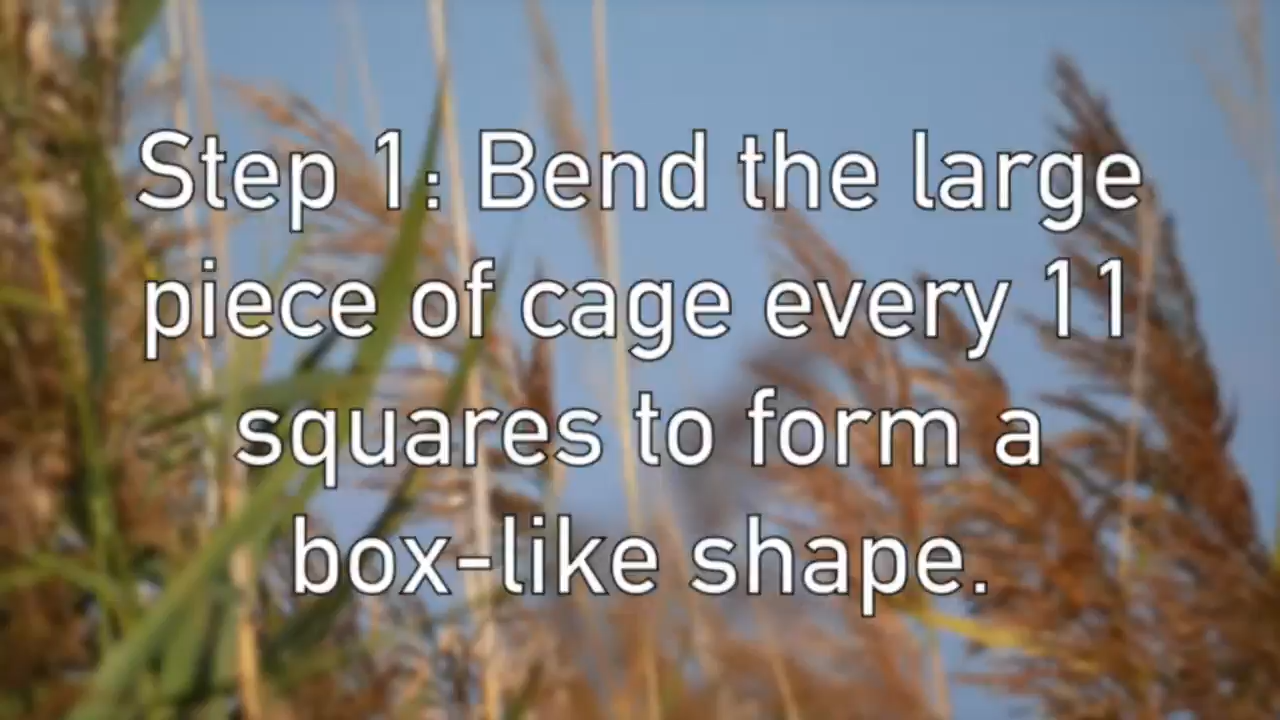 Step 1: Bend the large
piece of cage every 11
squares to form a
box-like shape.